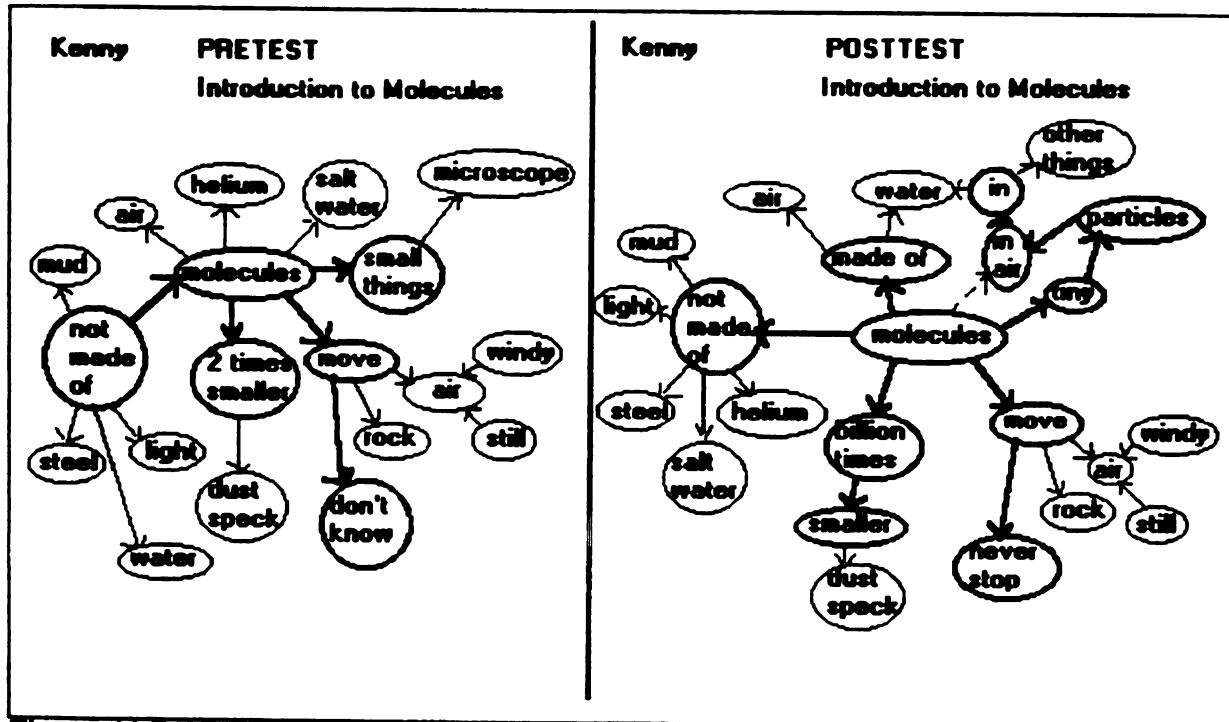 Kenny PRETEST
Introduction to Molecules
helium
salt
water
microscope
air
mud
molecules
small
things
not
made
of
2 times
smaller
move
windy
air
rock
still
steel
light
dust
speck
don't
know
water
Kenny POSTTEST
Introduction to Molecules
other
things
air
water
in
particles
mud
made of
in
air
tiny
light
not
made
of
molecules
steel
helium
billion
times
move
windy
air
salt
water
rock
still
smaller
never
stop
dust
speck